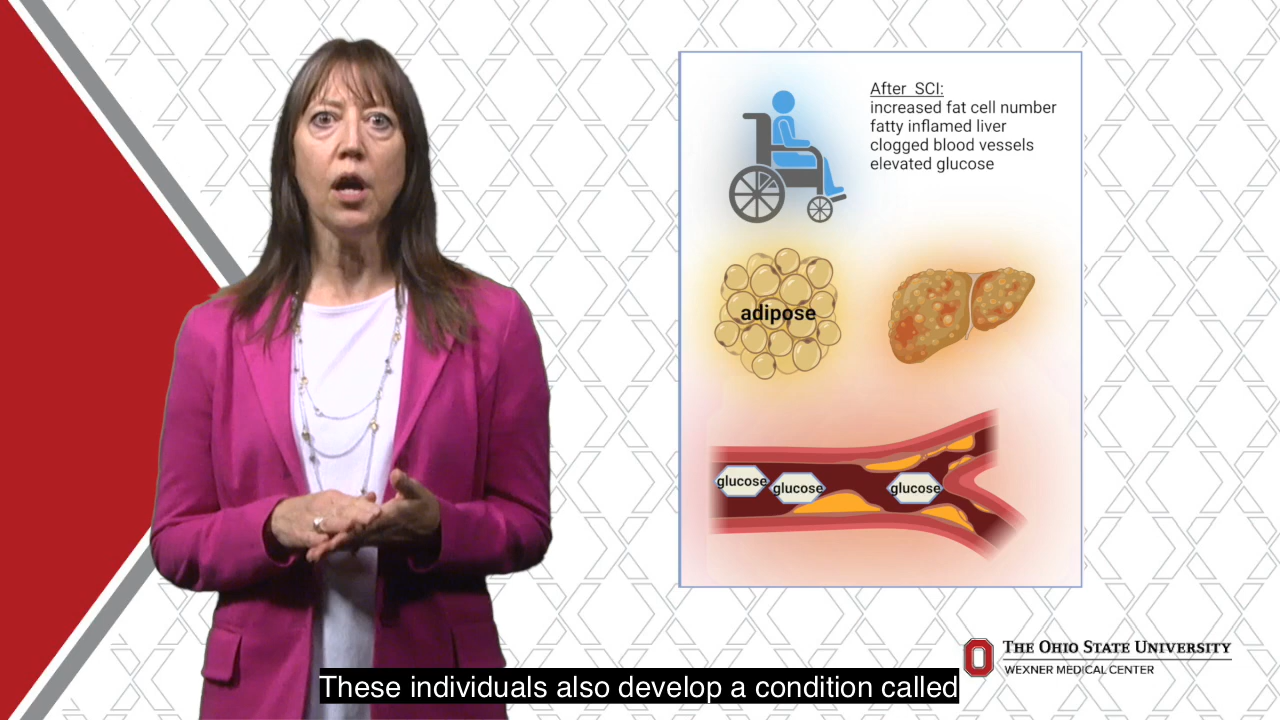 After SCI:
increased fat cell number
fatty inflamed liver
clogged blood vessels
elevated glucose
adipose
glucose
glucose
glucose
THE OHIO STATE UNIVERSITY
WEXNER MEDICAL CENTER
These individuals also develop a condition called